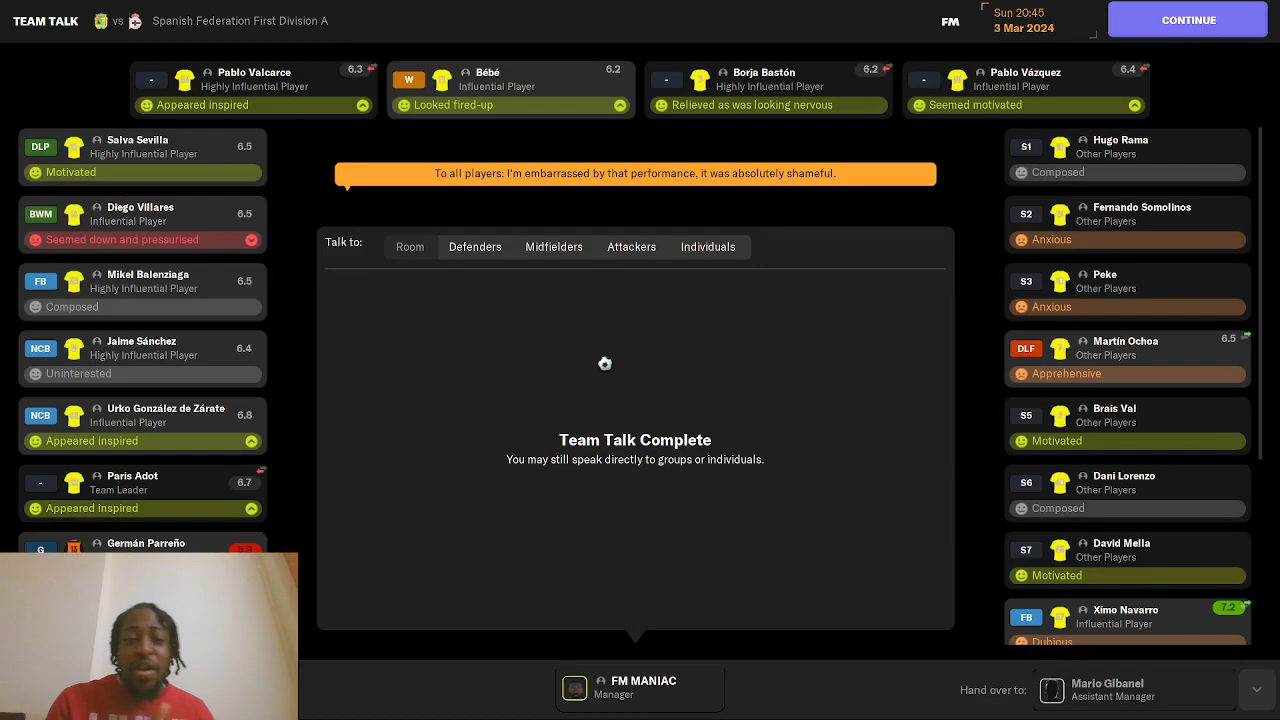 TEAM TALK
vs
Spanish Federation First Division A
FM
Sun 20:45
3 Mar 2024
CONTINUE
-
Pablo Valcarce
Highly Influential Player
6.3
Appeared inspired
W
Bébé
Influential Player
6.2
Looked fired-up
-
Borja Bastón
Highly Influential Player
6.2
Relieved as was looking nervous
-
Pablo Vázquez
Influential Player
6.4
Seemed motivated
DLP
Salva Sevilla
Highly Influential Player
6.5
Motivated
BWM
Diego Villares
Influential Player
6.5
Seemed down and pressurised
FB
Mikel Balenziaga
Highly Influential Player
6.5
Composed
NCB
Jaime Sánchez
Highly Influential Player
6.4
Uninterested
NCB
Urko González de Zárate
Influential Player
6.8
Appeared inspired
-
Paris Adot
Team Leader
6.7
Appeared inspired
G
Germán Parreño
To all players: I'm embarrassed by that performance, it was absolutely shameful.
Talk to:
Room
Defenders
Midfielders
Attackers
Individuals
Team Talk Complete
You may still speak directly to groups or individuals.
S1
Hugo Rama
Other Players
Composed
S2
Fernando Somolinos
Other Players
Anxious
S3
Peke
Other Players
Anxious
DLF
Martín Ochoa
Other Players
6.5
Apprehensive
S5
Brais Val
Other Players
Motivated
S6
Dani Lorenzo
Other Players
Composed
S7
David Mella
Other Players
Motivated
FB
Ximo Navarro
Influential Player
7.2
Dubious
FM MANIAC
Manager
Hand over to:
Mario Gibanel
Assistant Manager